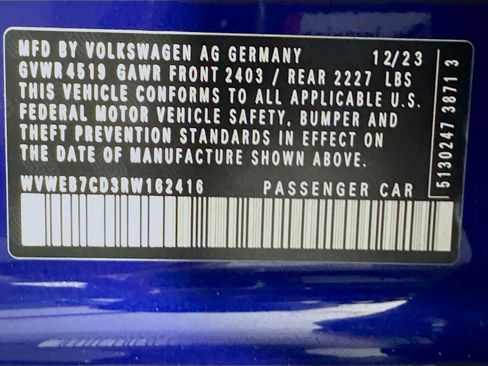 MFD BY VOLKSWAGEN AG GERMANY 12/23
GVWR 4519 GAWR FRONT 2403 / REAR 2227 LBS
THIS VEHICLE CONFORMS TO ALL APPLICABLE U.S.
FEDERAL MOTOR VEHICLE SAFETY, BUMPER AND
THEFT PREVENTION STANDARDS IN EFFECT ON
THE DATE OF MANUFACTURE SHOWN ABOVE.
WVWEB7CD3RW162416 PASSENGER CAR
5130247 3871 3